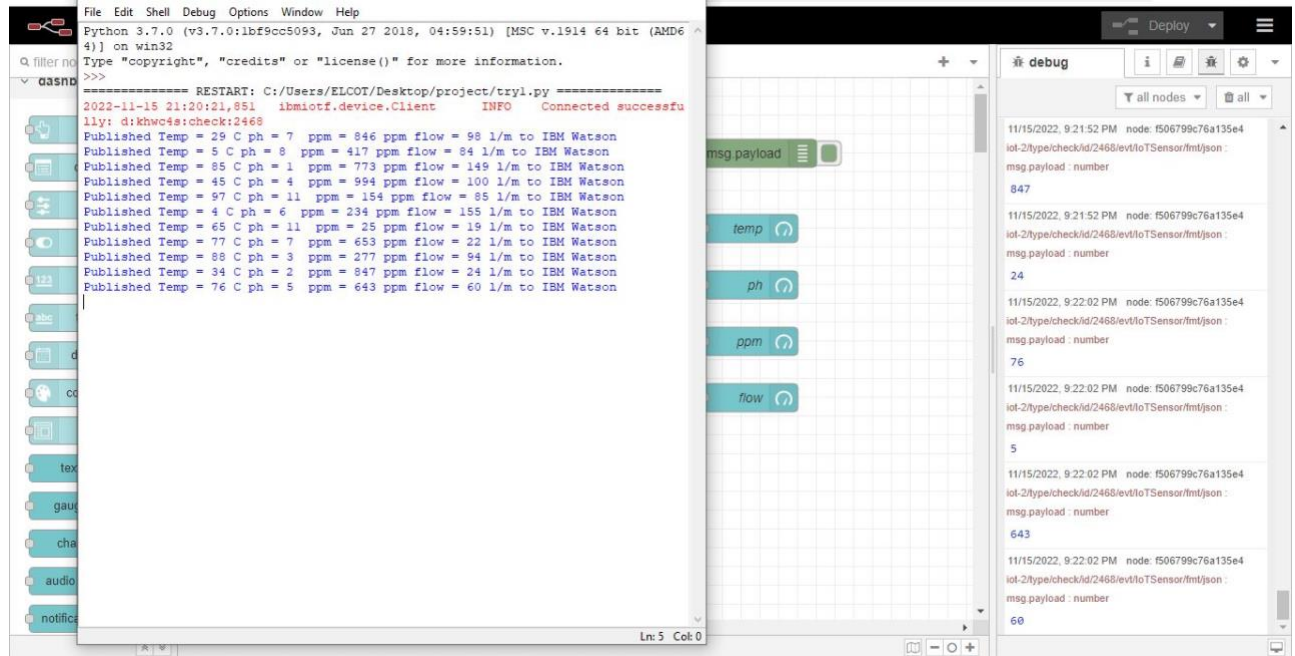 File Edit Shell Debug Options Window Help
Python 3.7.0 (v3.7.0:1bf9cc5093, Jun 27 2018, 04:59:51) [MSC v.1914 64 bit (AMD6
4)] on win32
Type "copyright", "credits" or "license()" for more information.
>>>
============== RESTART: C:/Users/ELCOT/Desktop/project/try1.py ==============
2022-11-15 21:20:21,851 ibmiotf.device.Client INFO Connected successfu
lly: d:khwc4s:check:2468
Published Temp = 29 C ph = 7 ppm = 846 ppm flow = 98 l/m to IBM Watson
Published Temp = 5 C ph = 8 ppm = 417 ppm flow = 84 l/m to IBM Watson
Published Temp = 85 C ph = 1 ppm = 773 ppm flow = 149 l/m to IBM Watson
Published Temp = 45 C ph = 4 ppm = 994 ppm flow = 100 l/m to IBM Watson
Published Temp = 97 C ph = 11 ppm = 154 ppm flow = 85 l/m to IBM Watson
Published Temp = 4 C ph = 6 ppm = 234 ppm flow = 155 l/m to IBM Watson
Published Temp = 65 C ph = 11 ppm = 25 ppm flow = 19 l/m to IBM Watson
Published Temp = 77 C ph = 7 ppm = 653 ppm flow = 22 l/m to IBM Watson
Published Temp = 88 C ph = 3 ppm = 277 ppm flow = 94 l/m to IBM Watson
Published Temp = 34 C ph = 2 ppm = 847 ppm flow = 24 l/m to IBM Watson
Published Temp = 76 C ph = 5 ppm = 643 ppm flow = 60 l/m to IBM Watson
Ln: 5 Col: 0
filter no
dashb
123
abc
d
co
tex
gaug
cha
audio
notifica
msg.payload
temp
ph
ppm
flow
Deploy
debug
all nodes
all
11/15/2022, 9:21:52 PM node: f506799c76a135e4
iot-2/type/check/id/2468/evt/IoTSensor/fmt/json :
msg.payload : number
847
11/15/2022, 9:21:52 PM node: f506799c76a135e4
iot-2/type/check/id/2468/evt/IoTSensor/fmt/json :
msg.payload : number
24
11/15/2022, 9:22:02 PM node: f506799c76a135e4
iot-2/type/check/id/2468/evt/IoTSensor/fmt/json :
msg.payload : number
76
11/15/2022, 9:22:02 PM node: f506799c76a135e4
iot-2/type/check/id/2468/evt/IoTSensor/fmt/json :
msg.payload : number
5
11/15/2022, 9:22:02 PM node: f506799c76a135e4
iot-2/type/check/id/2468/evt/IoTSensor/fmt/json :
msg.payload : number
643
11/15/2022, 9:22:02 PM node: f506799c76a135e4
iot-2/type/check/id/2468/evt/IoTSensor/fmt/json :
msg.payload : number
60